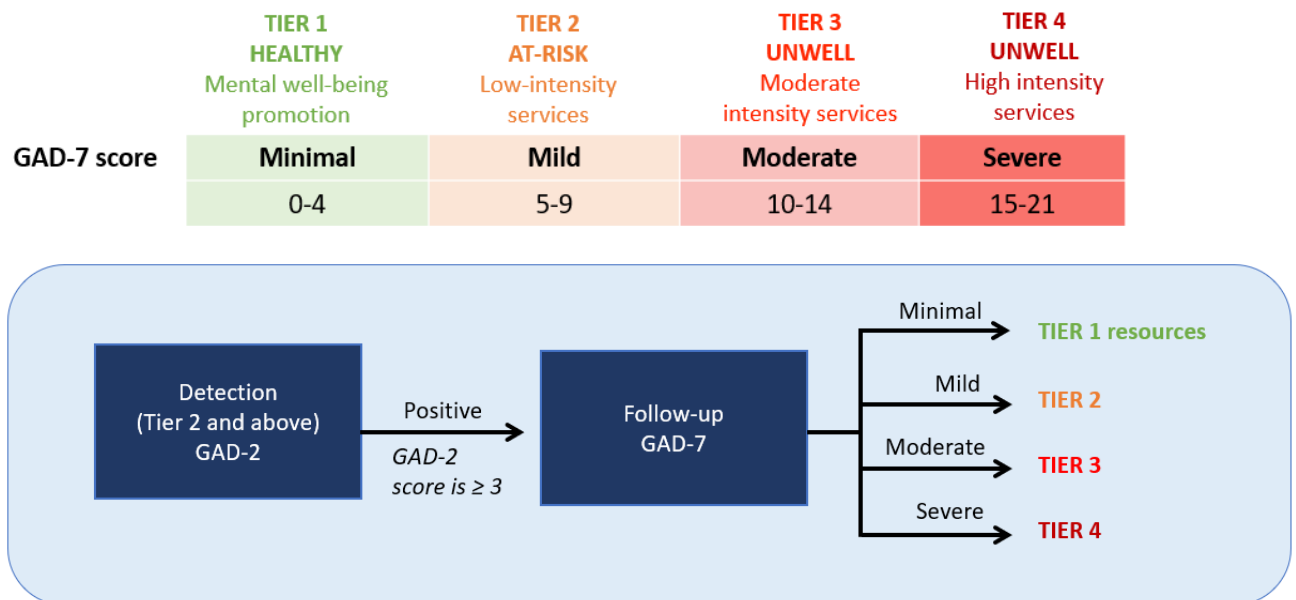 TIER 1
HEALTHY
Mental well-being
promotion
TIER 2
AT-RISK
Low-intensity
services
TIER 3
UNWELL
Moderate
intensity services
TIER 4
UNWELL
High intensity
services
GAD-7 score
Minimal
Mild
Moderate
Severe
0-4
5-9
10-14
15-21
Detection
(Tier 2 and above)
GAD-2
Positive
GAD-2
score is ≥ 3
Follow-up
GAD-7
Minimal
TIER 1 resources
Mild
TIER 2
Moderate
TIER 3
Severe
TIER 4